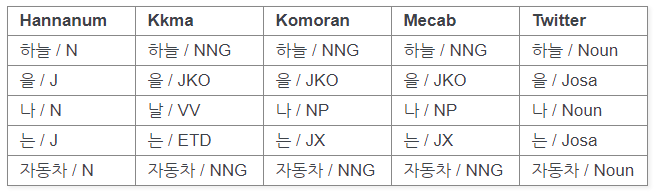 Hannanum Kkma Komoran Mecab Twitter
하늘 / N 하늘 / NNG 하늘 / NNG 하늘 / NNG 하늘 / Noun
을 / J 을 / JKO 을 / JKO 을 / JKO 을 / Josa
나 / N 날 / VV 나 / NP 나 / NP 나 / Noun
는 / J 는 / ETD 는 / JX 는 / JX 는 / Josa
자동차 / N 자동차 / NNG 자동차 / NNG 자동차 / NNG 자동차 / Noun